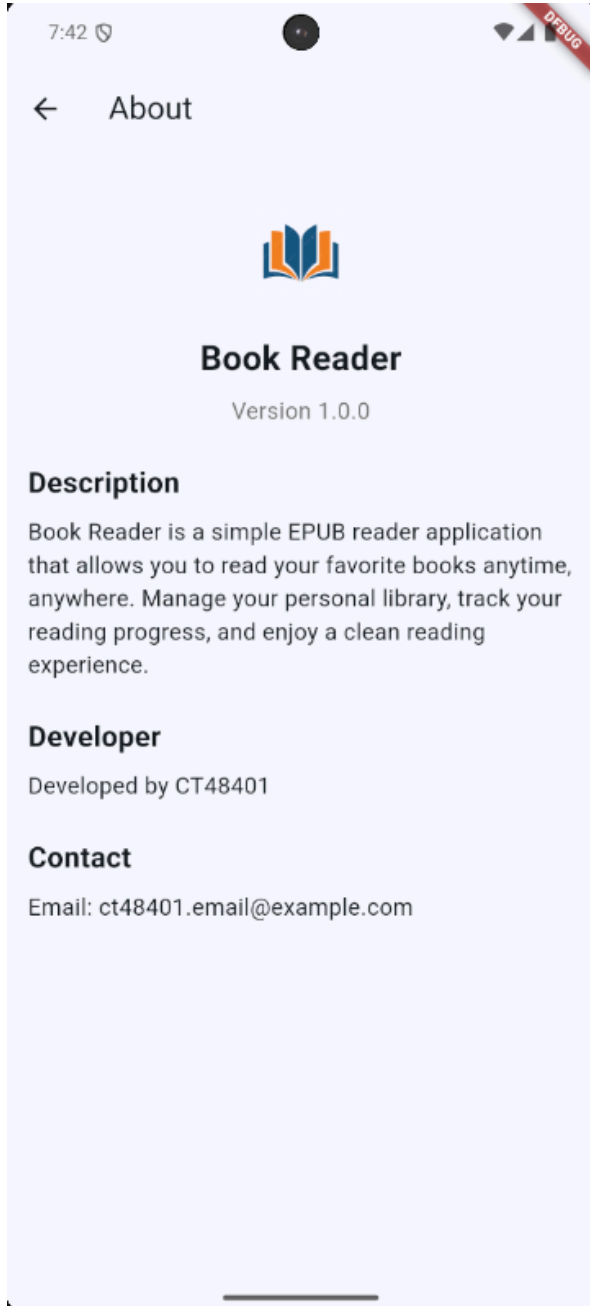 7:42
DEBUG
About
Book Reader
Version 1.0.0
Description
Book Reader is a simple EPUB reader application
that allows you to read your favorite books anytime,
anywhere. Manage your personal library, track your
reading progress, and enjoy a clean reading
experience.
Developer
Developed by CT48401
Contact
Email: ct48401.email@example.com